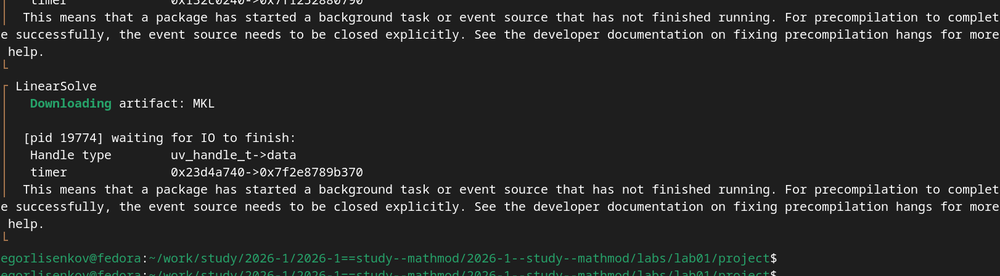 timer 0x132c0240->0x7f1252880790
This means that a package has started a background task or event source that has not finished running. For precompilation to complet
e successfully, the event source needs to be closed explicitly. See the developer documentation on fixing precompilation hangs for more
help.
LinearSolve
Downloading artifact: MKL
[pid 19774] waiting for IO to finish:
Handle type uv_handle_t->data
timer 0x23d4a740->0x7f2e8789b370
This means that a package has started a background task or event source that has not finished running. For precompilation to complet
e successfully, the event source needs to be closed explicitly. See the developer documentation on fixing precompilation hangs for more
help.
egorlisenkov@fedora:~/work/study/2026-1/2026-1==study--mathmod/2026-1--study--mathmod/labs/lab01/project$
egorlisenkov@fedora:~/work/study/2026-1/2026-1==study--mathmod/2026-1--study--mathmod/labs/lab01/project$